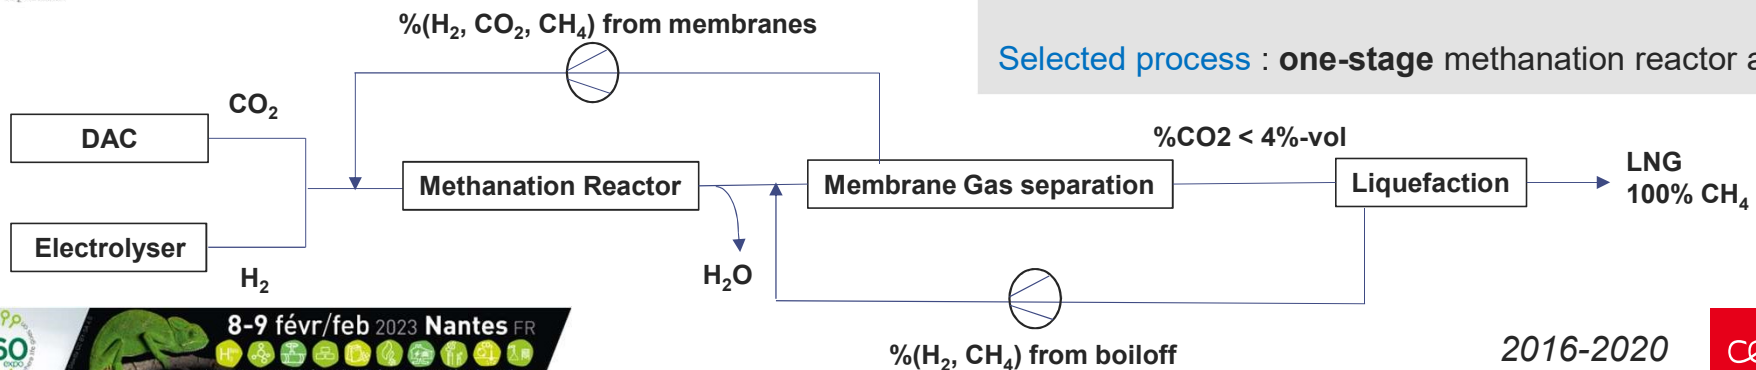 %(H₂, CO₂, CH₄) from membranes
Selected process : one-stage methanation reactor a
CO₂
DAC
%CO2 < 4%-vol
Methanation Reactor
Membrane Gas separation
Liquefaction
LNG
100% CH₄
Electrolyser
H₂
H₂O
8-9 févr/feb 2023 Nantes FR
%(H₂, CH₄) from boiloff
2016-2020